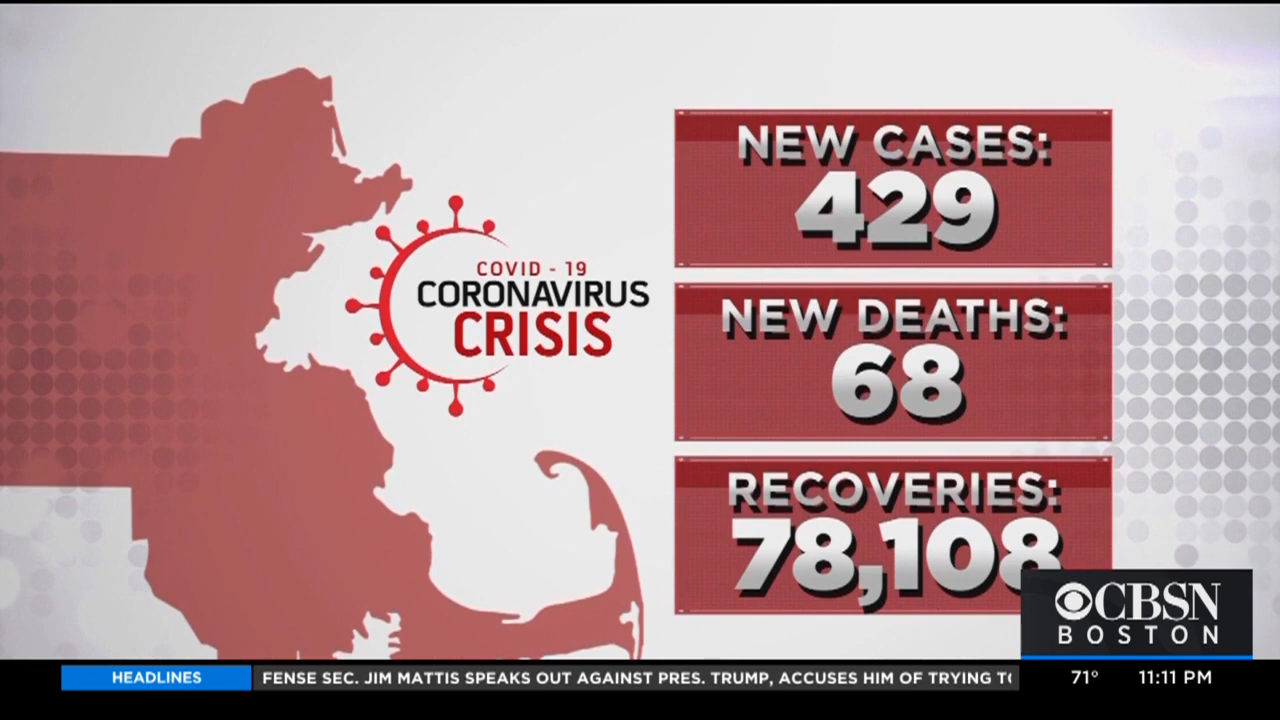 NEW CASES:
429
COVID - 19
CORONAVIRUS
CRISIS
NEW DEATHS:
68
RECOVERIES:
78,108
CBSN
BOSTON
HEADLINES
FENSE SEC. JIM MATTIS SPEAKS OUT AGAINST PRES. TRUMP, ACCUSES HIM OF TRYING TO
71°
11:11 PM